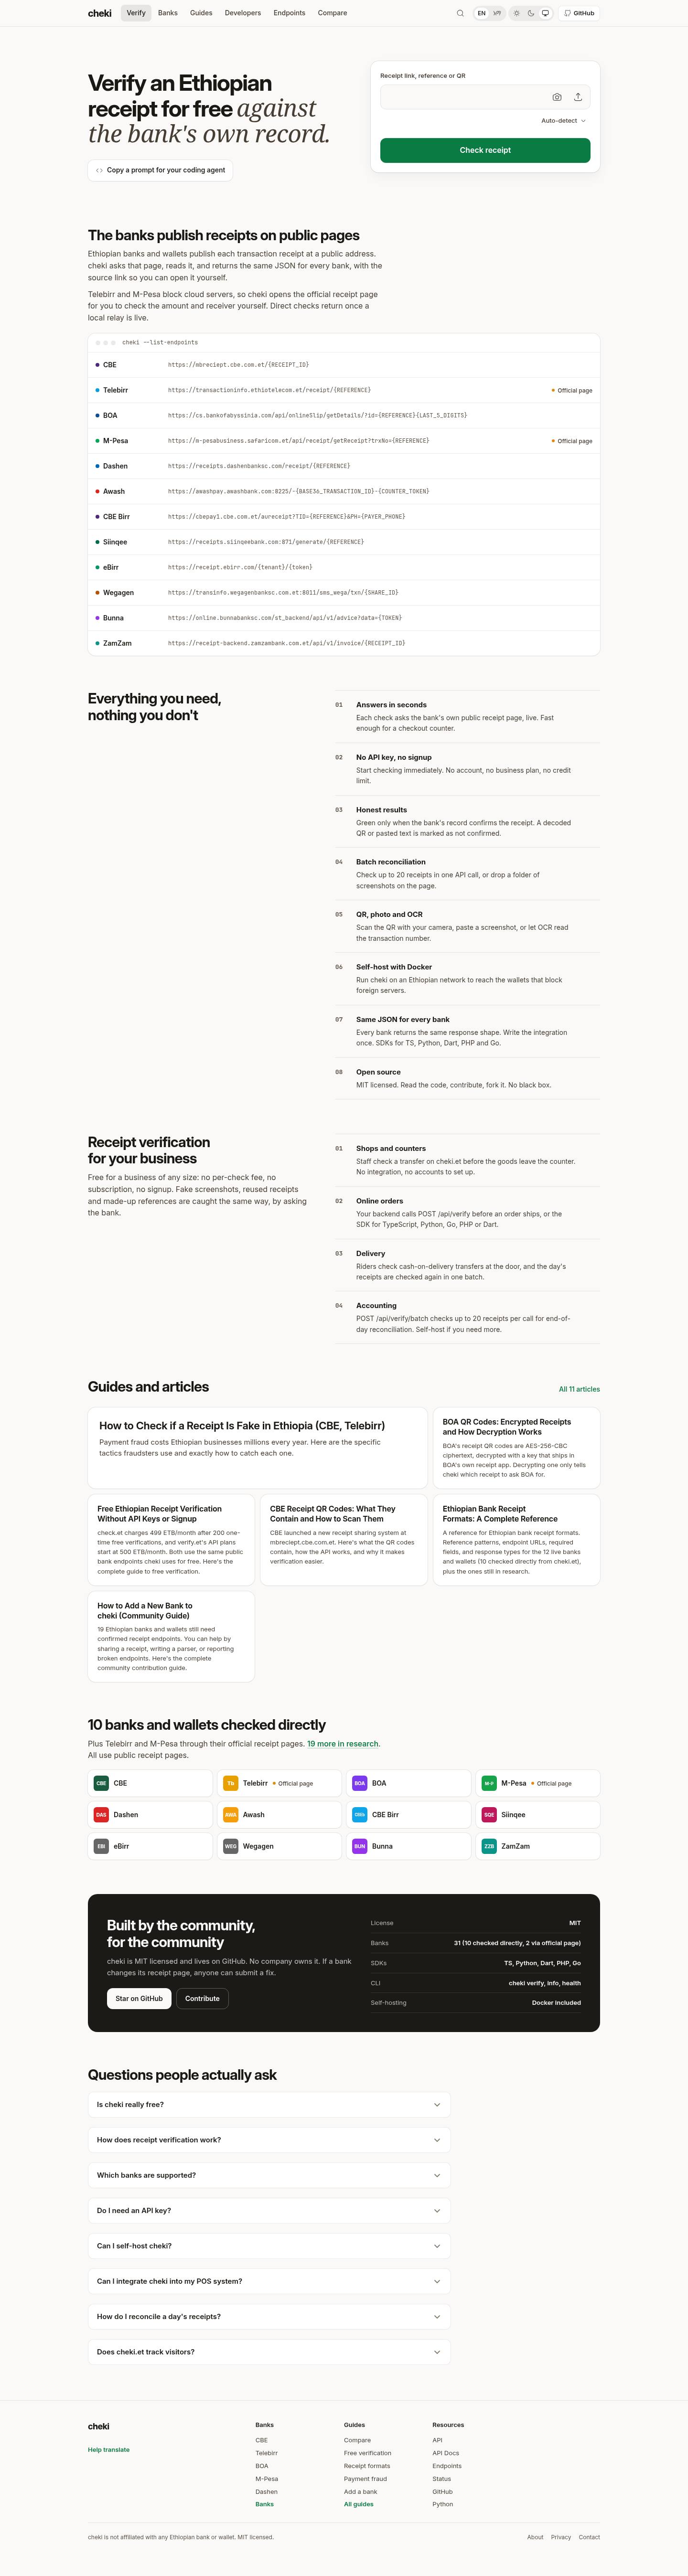 cheki Verify Banks Guides Developers Endpoints Compare EN አማ GitHub
Verify an Ethiopian
receipt for free against
the bank's own record.
Copy a prompt for your coding agent
Receipt link, reference or QR
Auto-detect
Check receipt
The banks publish receipts on public pages
Ethiopian banks and wallets publish each transaction receipt at a public address.
cheki asks that page, reads it, and returns the same JSON for every bank, with the
source link so you can open it yourself.
Telebirr and M-Pesa block cloud servers, so cheki opens the official receipt page
for you to check the amount and receiver yourself. Direct checks return once a
local relay is live.
cheki --list-endpoints
CBE https://mbreciept.cbe.com.et/{RECEIPT_ID}
Telebirr https://transactioninfo.ethiotelecom.et/receipt/{REFERENCE} Official page
BOA https://cs.bankofabyssinia.com/api/onlineSlip/getDetails/?id={REFERENCE}{LAST_5_DIGITS}
M-Pesa https://m-pesabusiness.safaricom.et/api/receipt/getReceipt?trxNo={REFERENCE} Official page
Dashen https://receipts.dashenbanksc.com/receipt/{REFERENCE}
Awash https://awashpay.awashbank.com:8225/-{BASE36_TRANSACTION_ID}-{COUNTER_TOKEN}
CBE Birr https://cbepay1.cbe.com.et/aureceipt?TID={REFERENCE}&PH={PAYER_PHONE}
Siinqee https://receipts.siinqeebank.com:871/generate/{REFERENCE}
eBirr https://receipt.ebirr.com/{tenant}/{token}
Wegagen https://transinfo.wegagenbanksc.com.et:8011/sms_wega/txn/{SHARE_ID}
Bunna https://online.bunnabanksc.com/st_backend/api/v1/advice?data={TOKEN}
ZamZam https://receipt-backend.zamzambank.com.et/api/v1/invoice/{RECEIPT_ID}
Everything you need,
nothing you don't
01 Answers in seconds
Each check asks the bank's own public receipt page, live. Fast
enough for a checkout counter.
02 No API key, no signup
Start checking immediately. No account, no business plan, no credit
limit.
03 Honest results
Green only when the bank's record confirms the receipt. A decoded
QR or pasted text is marked as not confirmed.
04 Batch reconciliation
Check up to 20 receipts in one API call, or drop a folder of
screenshots on the page.
05 QR, photo and OCR
Scan the QR with your camera, paste a screenshot, or let OCR read
the transaction number.
06 Self-host with Docker
Run cheki on an Ethiopian network to reach the wallets that block
foreign servers.
07 Same JSON for every bank
Every bank returns the same response shape. Write the integration
once. SDKs for TS, Python, Dart, PHP and Go.
08 Open source
MIT licensed. Read the code, contribute, fork it. No black box.
Receipt verification
for your business
Free for a business of any size: no per-check fee, no
subscription, no signup. Fake screenshots, reused receipts
and made-up references are caught the same way, by asking
the bank.
01 Shops and counters
Staff check a transfer on cheki.et before the goods leave the counter.
No integration, no accounts to set up.
02 Online orders
Your backend calls POST /api/verify before an order ships, or the
SDK for TypeScript, Python, Go, PHP or Dart.
03 Delivery
Riders check cash-on-delivery transfers at the door, and the day's
receipts are checked again in one batch.
04 Accounting
POST /api/verify/batch checks up to 20 receipts per call for end-of-
day reconciliation. Self-host if you need more.
Guides and articles
All 11 articles
How to Check if a Receipt Is Fake in Ethiopia (CBE, Telebirr)
Payment fraud costs Ethiopian businesses millions every year. Here are the specific
tactics fraudsters use and exactly how to catch each one.
BOA QR Codes: Encrypted Receipts
and How Decryption Works
BOA's receipt QR codes are AES-256-CBC
ciphertext, decrypted with a key that ships in
BOA's own receipt app. Decrypting one only tells
cheki which receipt to ask BOA for.
Free Ethiopian Receipt Verification
Without API Keys or Signup
check.et charges 499 ETB/month after 200 one-
time free verifications, and verify.et's API plans
start at 500 ETB/month. Both use the same public
bank endpoints cheki uses for free. Here's the
complete guide to free verification.
CBE Receipt QR Codes: What They
Contain and How to Scan Them
CBE launched a new receipt sharing system at
mbreciept.cbe.com.et. Here's what the QR codes
contain, how the API works, and why it makes
verification easier.
Ethiopian Bank Receipt
Formats: A Complete Reference
A reference for Ethiopian bank receipt formats.
Reference patterns, endpoint URLs, required
fields, and response types for the 12 live banks
and wallets (10 checked directly from cheki.et),
plus the ones still in research.
How to Add a New Bank to
cheki (Community Guide)
19 Ethiopian banks and wallets still need
confirmed receipt endpoints. You can help by
sharing a receipt, writing a parser, or reporting
broken endpoints. Here's the complete
community contribution guide.
10 banks and wallets checked directly
Plus Telebirr and M-Pesa through their official receipt pages. 19 more in research.
All use public receipt pages.
CBE CBE
Tb Telebirr Official page
BOA BOA
M-P M-Pesa Official page
DAS Dashen
AWA Awash
CBE Birr
SQE Siinqee
EBI eBirr
WEG Wegagen
BUN Bunna
ZZB ZamZam
Built by the community,
for the community
cheki is MIT licensed and lives on GitHub. No company owns it. If a bank
changes its receipt page, anyone can submit a fix.
Star on GitHub Contribute
License MIT
Banks 31 (10 checked directly, 2 via official page)
SDKs TS, Python, Dart, PHP, Go
CLI cheki verify, info, health
Self-hosting Docker included
Questions people actually ask
Is cheki really free?
How does receipt verification work?
Which banks are supported?
Do I need an API key?
Can I self-host cheki?
Can I integrate cheki into my POS system?
How do I reconcile a day's receipts?
Does cheki.et track visitors?
cheki
Help translate
Banks
CBE
Telebirr
BOA
M-Pesa
Dashen
Banks
Guides
Compare
Free verification
Receipt formats
Payment fraud
Add a bank
All guides
Resources
API
API Docs
Endpoints
Status
GitHub
Python
cheki is not affiliated with any Ethiopian bank or wallet. MIT licensed.
About Privacy Contact